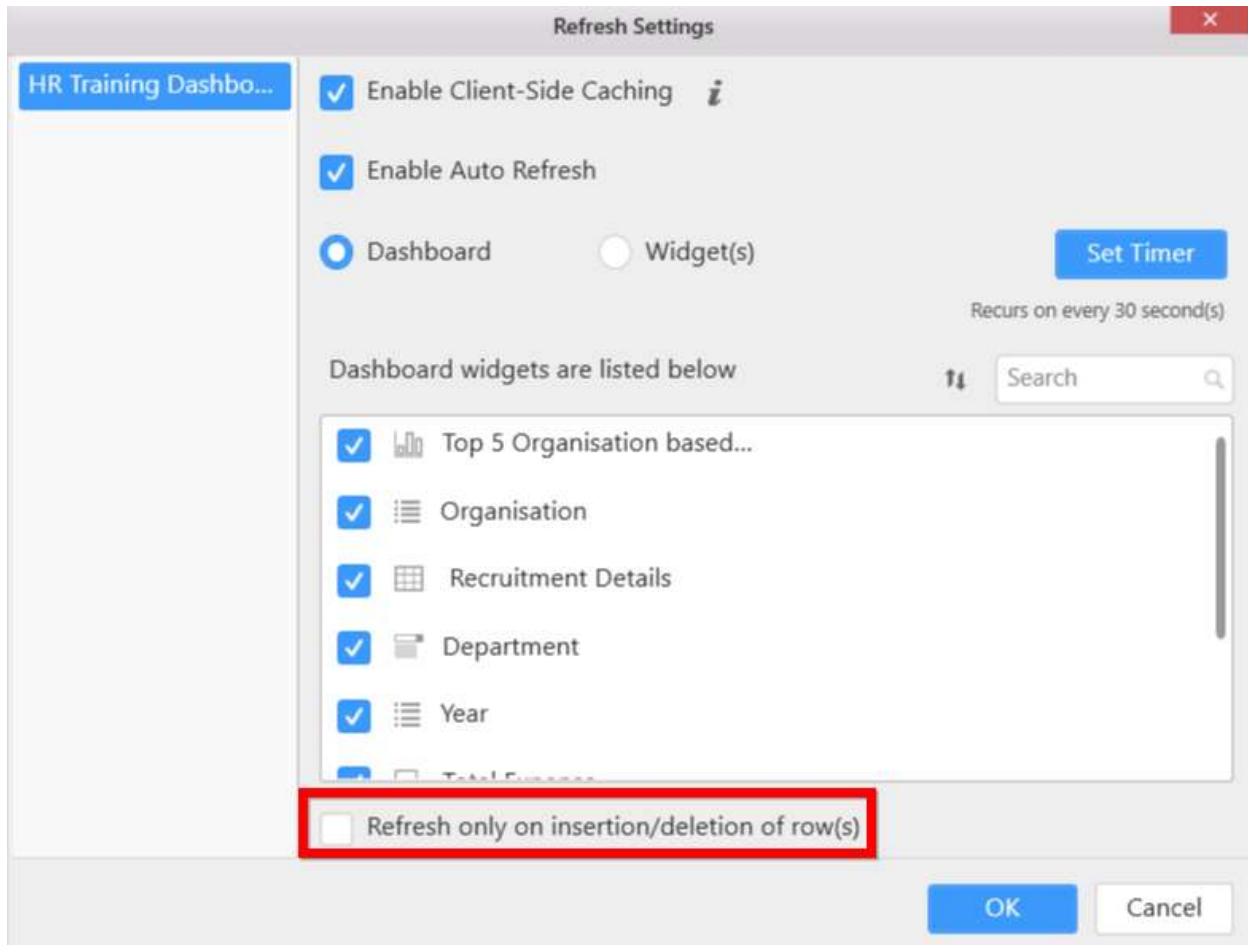 Refresh Settings
HR Training Dashbo...
Enable Client-Side Caching i
Enable Auto Refresh
Dashboard Widget(s) Set Timer
Recurs on every 30 second(s)
Dashboard widgets are listed below Search
Top 5 Organisation based...
Organisation
Recruitment Details
Department
Year
Refresh only on insertion/deletion of row(s)
OK Cancel